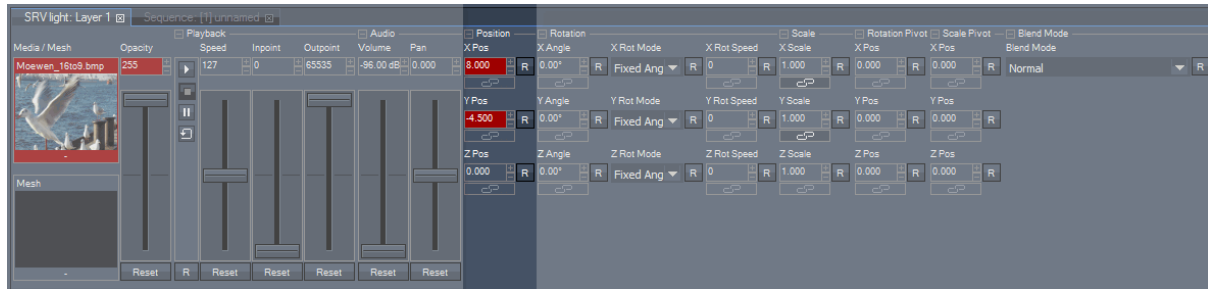 SRV light: Layer 1 Sequence: [1] unnamed
Playback Audio Position Rotation Scale Rotation Pivot Scale Pivot Blend Mode
Media / Mesh Opacity Speed Inpoint Outpoint Volume Pan X Pos X Angle X Rot Mode X Rot Speed X Scale X Pos X Pos Blend Mode
Moewen_16to9.bmp 255 127 0 65535 -96.00 dB 0.000 8.000 R 0.00° R Fixed Ang R 0 R 1.000 R 0.000 R 0.000 R Normal R
Y Pos Y Angle Y Rot Mode Y Rot Speed Y Scale Y Pos Y Pos
-4.500 R 0.00° R Fixed Ang R 0 R 1.000 R 0.000 R 0.000 R
-
Z Pos Z Angle Z Rot Mode Z Rot Speed Z Scale Z Pos Z Pos
0.000 R 0.00° R Fixed Ang R 0 R 1.000 R 0.000 R 0.000 R
Mesh
- Reset R Reset Reset Reset Reset Reset